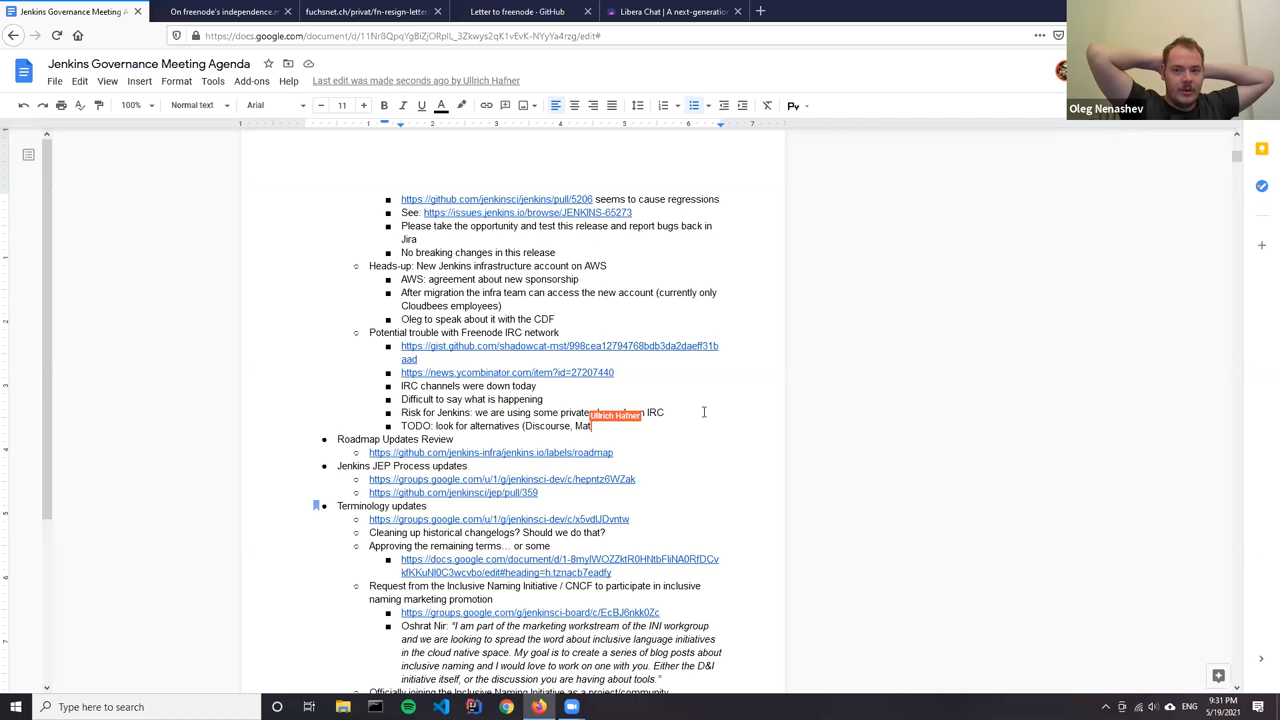 Jenkins Governance Meeting A
On freenode's independence.m
fuchsnet.ch/private/fn-resign-letter.
Letter to freenode · GitHub
Libera Chat | A next-generation
https://docs.google.com/document/d/
Jenkins Governance Meeting Agenda
File Edit View Insert Format Tools Add-ons Help Last edit was made seconds ago by Ullrich Hafner
100% Normal text Arial 11
Oleg Nenashev
https://github.com/jenkinsci/jenkins/pull/5206 seems to cause regressions
See: https://issues.jenkins.io/browse/JENKINS-65273
Please take the opportunity and test this release and report bugs back in
Jira
No breaking changes in this release
Heads-up: New Jenkins infrastructure account on AWS
AWS: agreement about new sponsorship
After migration the infra team can access the new account (currently only
Cloudbees employees)
Oleg to speak about it with the CDF
Potential trouble with Freenode IRC network
https://gist.github.com/shadowcat-mst/998cea12794768bdb3da2daeff31b
aad
https://news.ycombinator.com/item?id=27207440
IRC channels were down today
Difficult to say what is happening
Risk for Jenkins: we are using some private IRC
Ullrich Hafner
TODO: look for alternatives (Discourse, Mat
Roadmap Updates Review
https://github.com/jenkins-infra/jenkins.io/labels/roadmap
Jenkins JEP Process updates
https://groups.google.com/u/1/g/jenkinsci-dev/c/hepntz6WZak
https://github.com/jenkinsci/jep/pull/359
Terminology updates
https://groups.google.com/u/1/g/jenkinsci-dev/c/x5vdlJDvntw
Cleaning up historical changelogs? Should we do that?
Approving the remaining terms… or some
Request from the Inclusive Naming Initiative / CNCF to participate in inclusive
naming marketing promotion
https://groups.google.com/g/jenkinsci-board/c/EcBJ6nkk0Zc
Oshrat Nir: “I am part of the marketing workstream of the INI workgroup
and we are looking to spread the word about inclusive language initiatives
in the cloud native space. My goal is to create a series of blog posts about
inclusive naming and I would love to work on one with you. Either the D&I
initiative itself, or the discussion you are having about tools.”
Officially joining the Inclusive Naming Initiative as a project/community
Type here to search
ENG
9:31 PM
5/19/2021